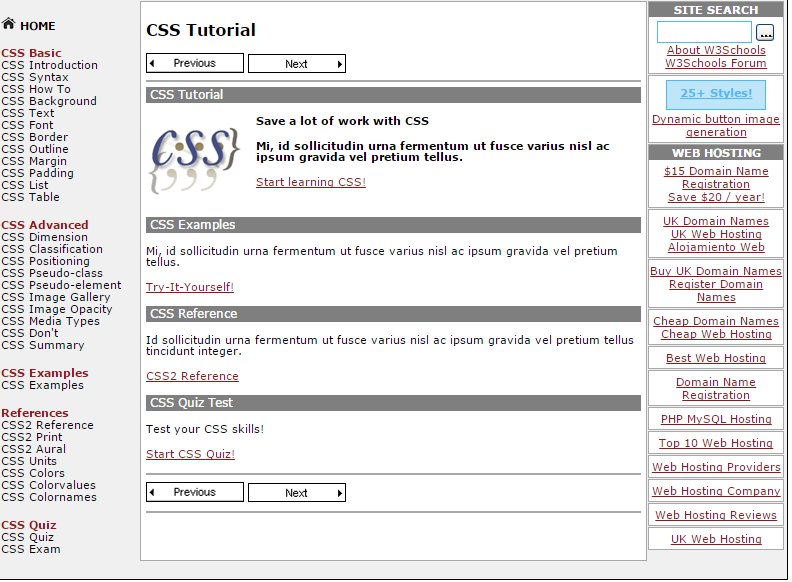 HOME
CSS Basic
CSS Introduction
CSS Syntax
CSS How To
CSS Background
CSS Text
CSS Font
CSS Border
CSS Outline
CSS Margin
CSS Padding
CSS List
CSS Table
CSS Advanced
CSS Dimension
CSS Classification
CSS Positioning
CSS Pseudo-class
CSS Pseudo-element
CSS Image Gallery
CSS Image Opacity
CSS Media Types
CSS Don't
CSS Summary
CSS Examples
CSS Examples
References
CSS2 Reference
CSS2 Print
CSS2 Aural
CSS Units
CSS Colors
CSS Colorvalues
CSS Colornames
CSS Quiz
CSS Quiz
CSS Exam
CSS Tutorial
Previous
Next
CSS Tutorial
{CSS}
;;;
Save a lot of work with CSS
Mi, id sollicitudin urna fermentum ut fusce varius nisl ac
ipsum gravida vel pretium tellus.
Start learning CSS!
CSS Examples
Mi, id sollicitudin urna fermentum ut fusce varius nisl ac ipsum gravida vel pretium
tellus.
Try-It-Yourself!
CSS Reference
Id sollicitudin urna fermentum ut fusce varius nisl ac ipsum gravida vel pretium tellus
tincidunt integer.
CSS2 Reference
CSS Quiz Test
Test your CSS skills!
Start CSS Quiz!
Previous
Next
SITE SEARCH
...
About W3Schools
W3Schools Forum
25+ Styles!
Dynamic button image
generation
WEB HOSTING
$15 Domain Name
Registration
Save $20 / year!
UK Domain Names
UK Web Hosting
Alojamiento Web
Buy UK Domain Names
Register Domain
Names
Cheap Domain Names
Cheap Web Hosting
Best Web Hosting
Domain Name
Registration
PHP MySQL Hosting
Top 10 Web Hosting
Web Hosting Providers
Web Hosting Company
Web Hosting Reviews
UK Web Hosting